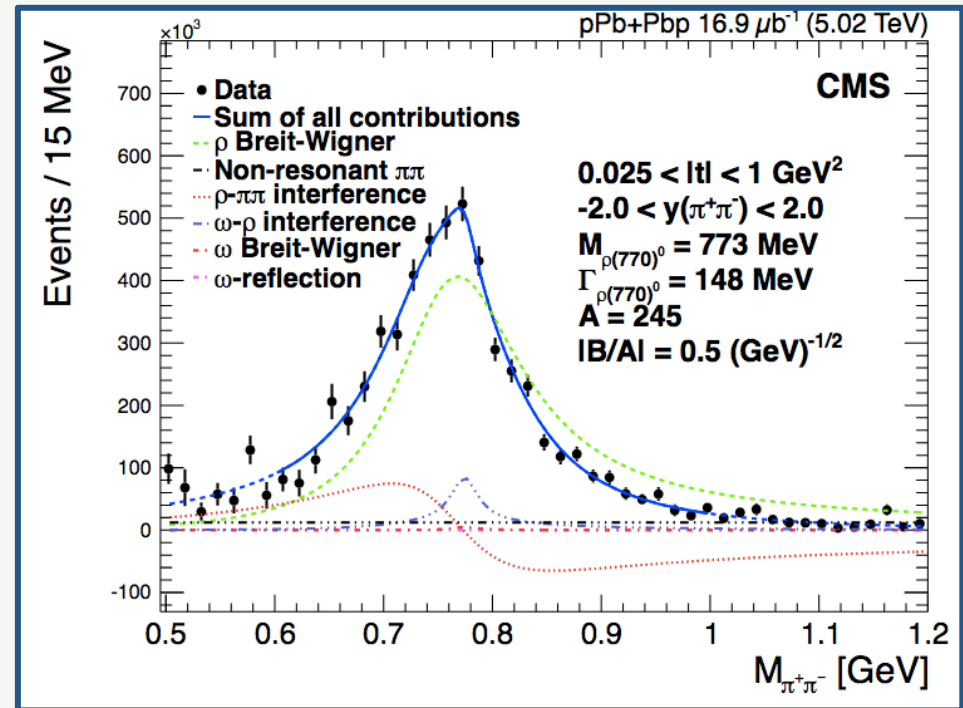 pPb+Pbp 16.9 μb⁻¹ (5.02 TeV)
×10³
CMS
Events / 15 MeV
700
600
500
400
300
200
100
0
-100
Data
Sum of all contributions
ρ Breit-Wigner
Non-resonant ππ
ρ-ππ interference
ω-ρ interference
ω Breit-Wigner
ω-reflection
0.025 < |t| < 1 GeV²
-2.0 < y(π⁺π⁻) < 2.0
M_ρ(770)⁰ = 773 MeV
Γ_ρ(770)⁰ = 148 MeV
A = 245
|B/A| = 0.5 (GeV)⁻¹/²
0.5 0.6 0.7 0.8 0.9 1 1.1 1.2
M_π⁺π⁻ [GeV]